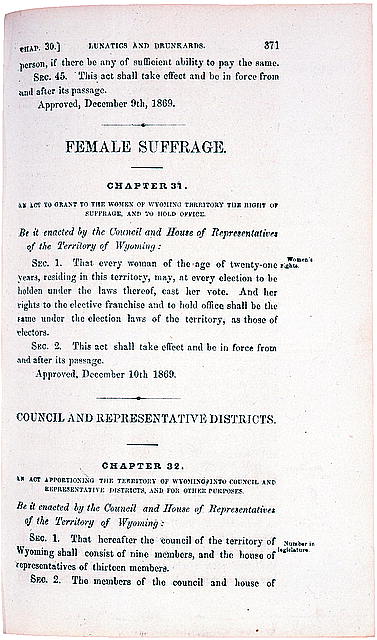 CHAP. 30.] LUNATICS AND DRUNKARDS. 371
person, if there be any of sufficient ability to pay the same.
SEC. 45. This act shall take effect and be in force from
and after its passage.
Approved, December 9th, 1869.
FEMALE SUFFRAGE.
CHAPTER 31.
AN ACT TO GRANT TO THE WOMEN OF WYOMING TERRITORY THE RIGHT OF
SUFFRAGE, AND TO HOLD OFFICE.
Be it enacted by the Council and House of Representatives
of the Territory of Wyoming:
SEC. 1. That every woman of the age of twenty-one
years, residing in this territory, may, at every election to be
holden under the laws thereof, cast her vote. And her
rights to the elective franchise and to hold office shall be the
same under the election laws of the territory, as those of
electors.
Women's
rights.
SEC. 2. This act shall take effect and be in force from
and after its passage.
Approved, December 10th 1869.
COUNCIL AND REPRESENTATIVE DISTRICTS.
CHAPTER 32.
AN ACT APPORTIONING THE TERRITORY OF WYOMING INTO COUNCIL AND
REPRESENTATIVE DISTRICTS, AND FOR OTHER PURPOSES.
Be it enacted by the Council and House of Representatives
of the Territory of Wyoming:
SEC. 1. That hereafter the council of the territory of
Wyoming shall consist of nine members, and the house of
representatives of thirteen members.
Number in
legislature.
SEC. 2. The members of the council and house of